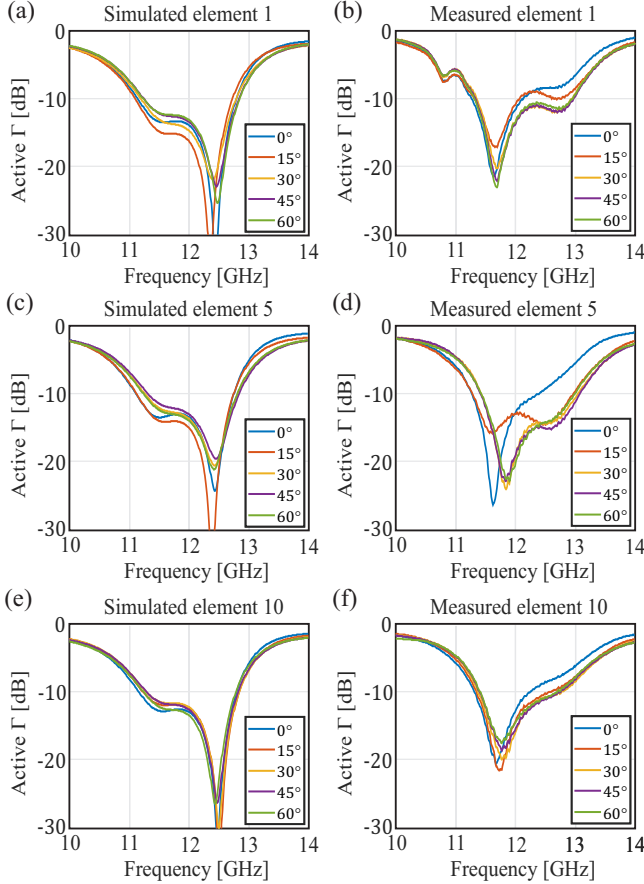 (a) Simulated element 1
0
-10
-20
-30
Active Γ [dB]
0°
15°
30°
45°
60°
10 11 12 13 14
Frequency [GHz]
(b) Measured element 1
0
-10
-20
-30
Active Γ [dB]
0°
15°
30°
45°
60°
10 11 12 13 14
Frequency [GHz]
(c) Simulated element 5
0
-10
-20
-30
Active Γ [dB]
0°
15°
30°
45°
60°
10 11 12 13 14
Frequency [GHz]
(d) Measured element 5
0
-10
-20
-30
Active Γ [dB]
0°
15°
30°
45°
60°
10 11 12 13 14
Frequency [GHz]
(e) Simulated element 10
0
-10
-20
-30
Active Γ [dB]
0°
15°
30°
45°
60°
10 11 12 13 14
Frequency [GHz]
(f) Measured element 10
0
-10
-20
-30
Active Γ [dB]
0°
15°
30°
45°
60°
10 11 12 13 14
Frequency [GHz]